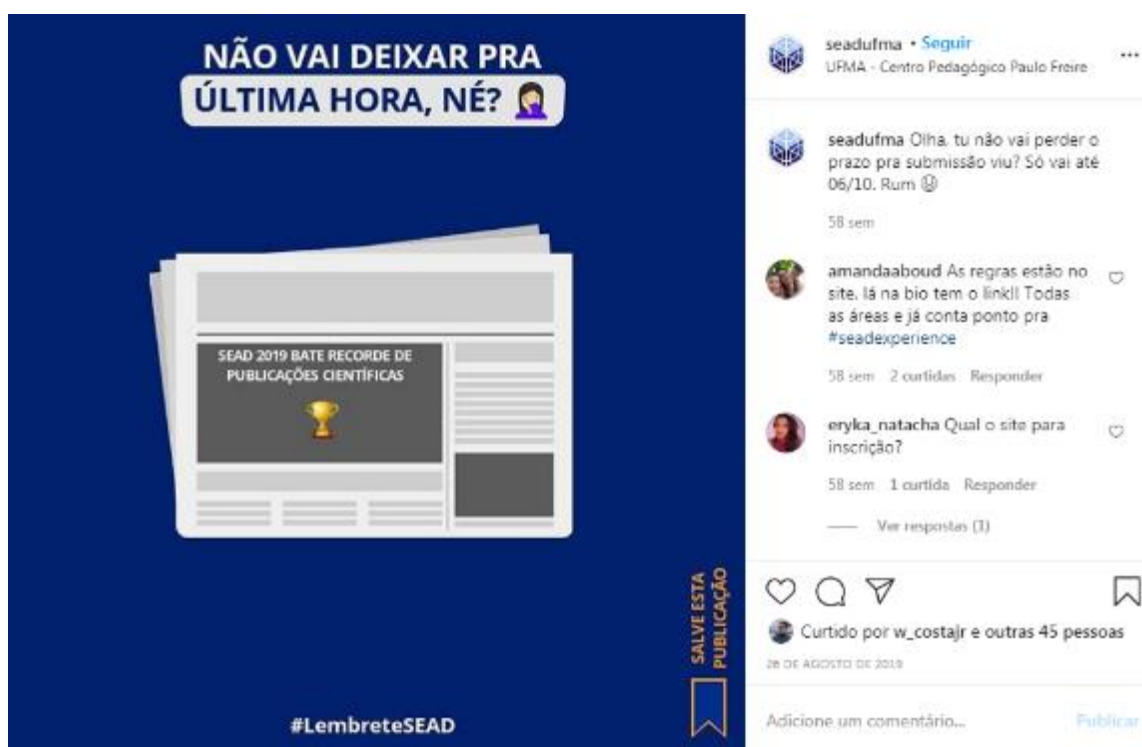 NÃO VAI DEIXAR PRA
ÚLTIMA HORA, NÉ?
SEAD 2019 BATE RECORDE DE
PUBLICAÇÕES CIENTÍFICAS
SALVE ESTA
PUBLICAÇÃO
#LembreteSEAD
seadufma • Seguir
UFMA - Centro Pedagógico Paulo Freire
seadufma Olha, tu não vai perder o
prazo pra submissão viu? Só vai até
06/10. Rum
58 sem
amandaaboud As regras estão no
site, lá na bio tem o link!! Todas
as áreas e já conta ponto pra
#seadexperience
58 sem 2 curtidas Responder
eryka_natacha Qual o site para
inscrição?
58 sem 1 curtida Responder
Ver respostas (1)
Curtido por w_costajr e outras 45 pessoas
28 DE AGOSTO DE 2019
Adicione um comentário... Publicar